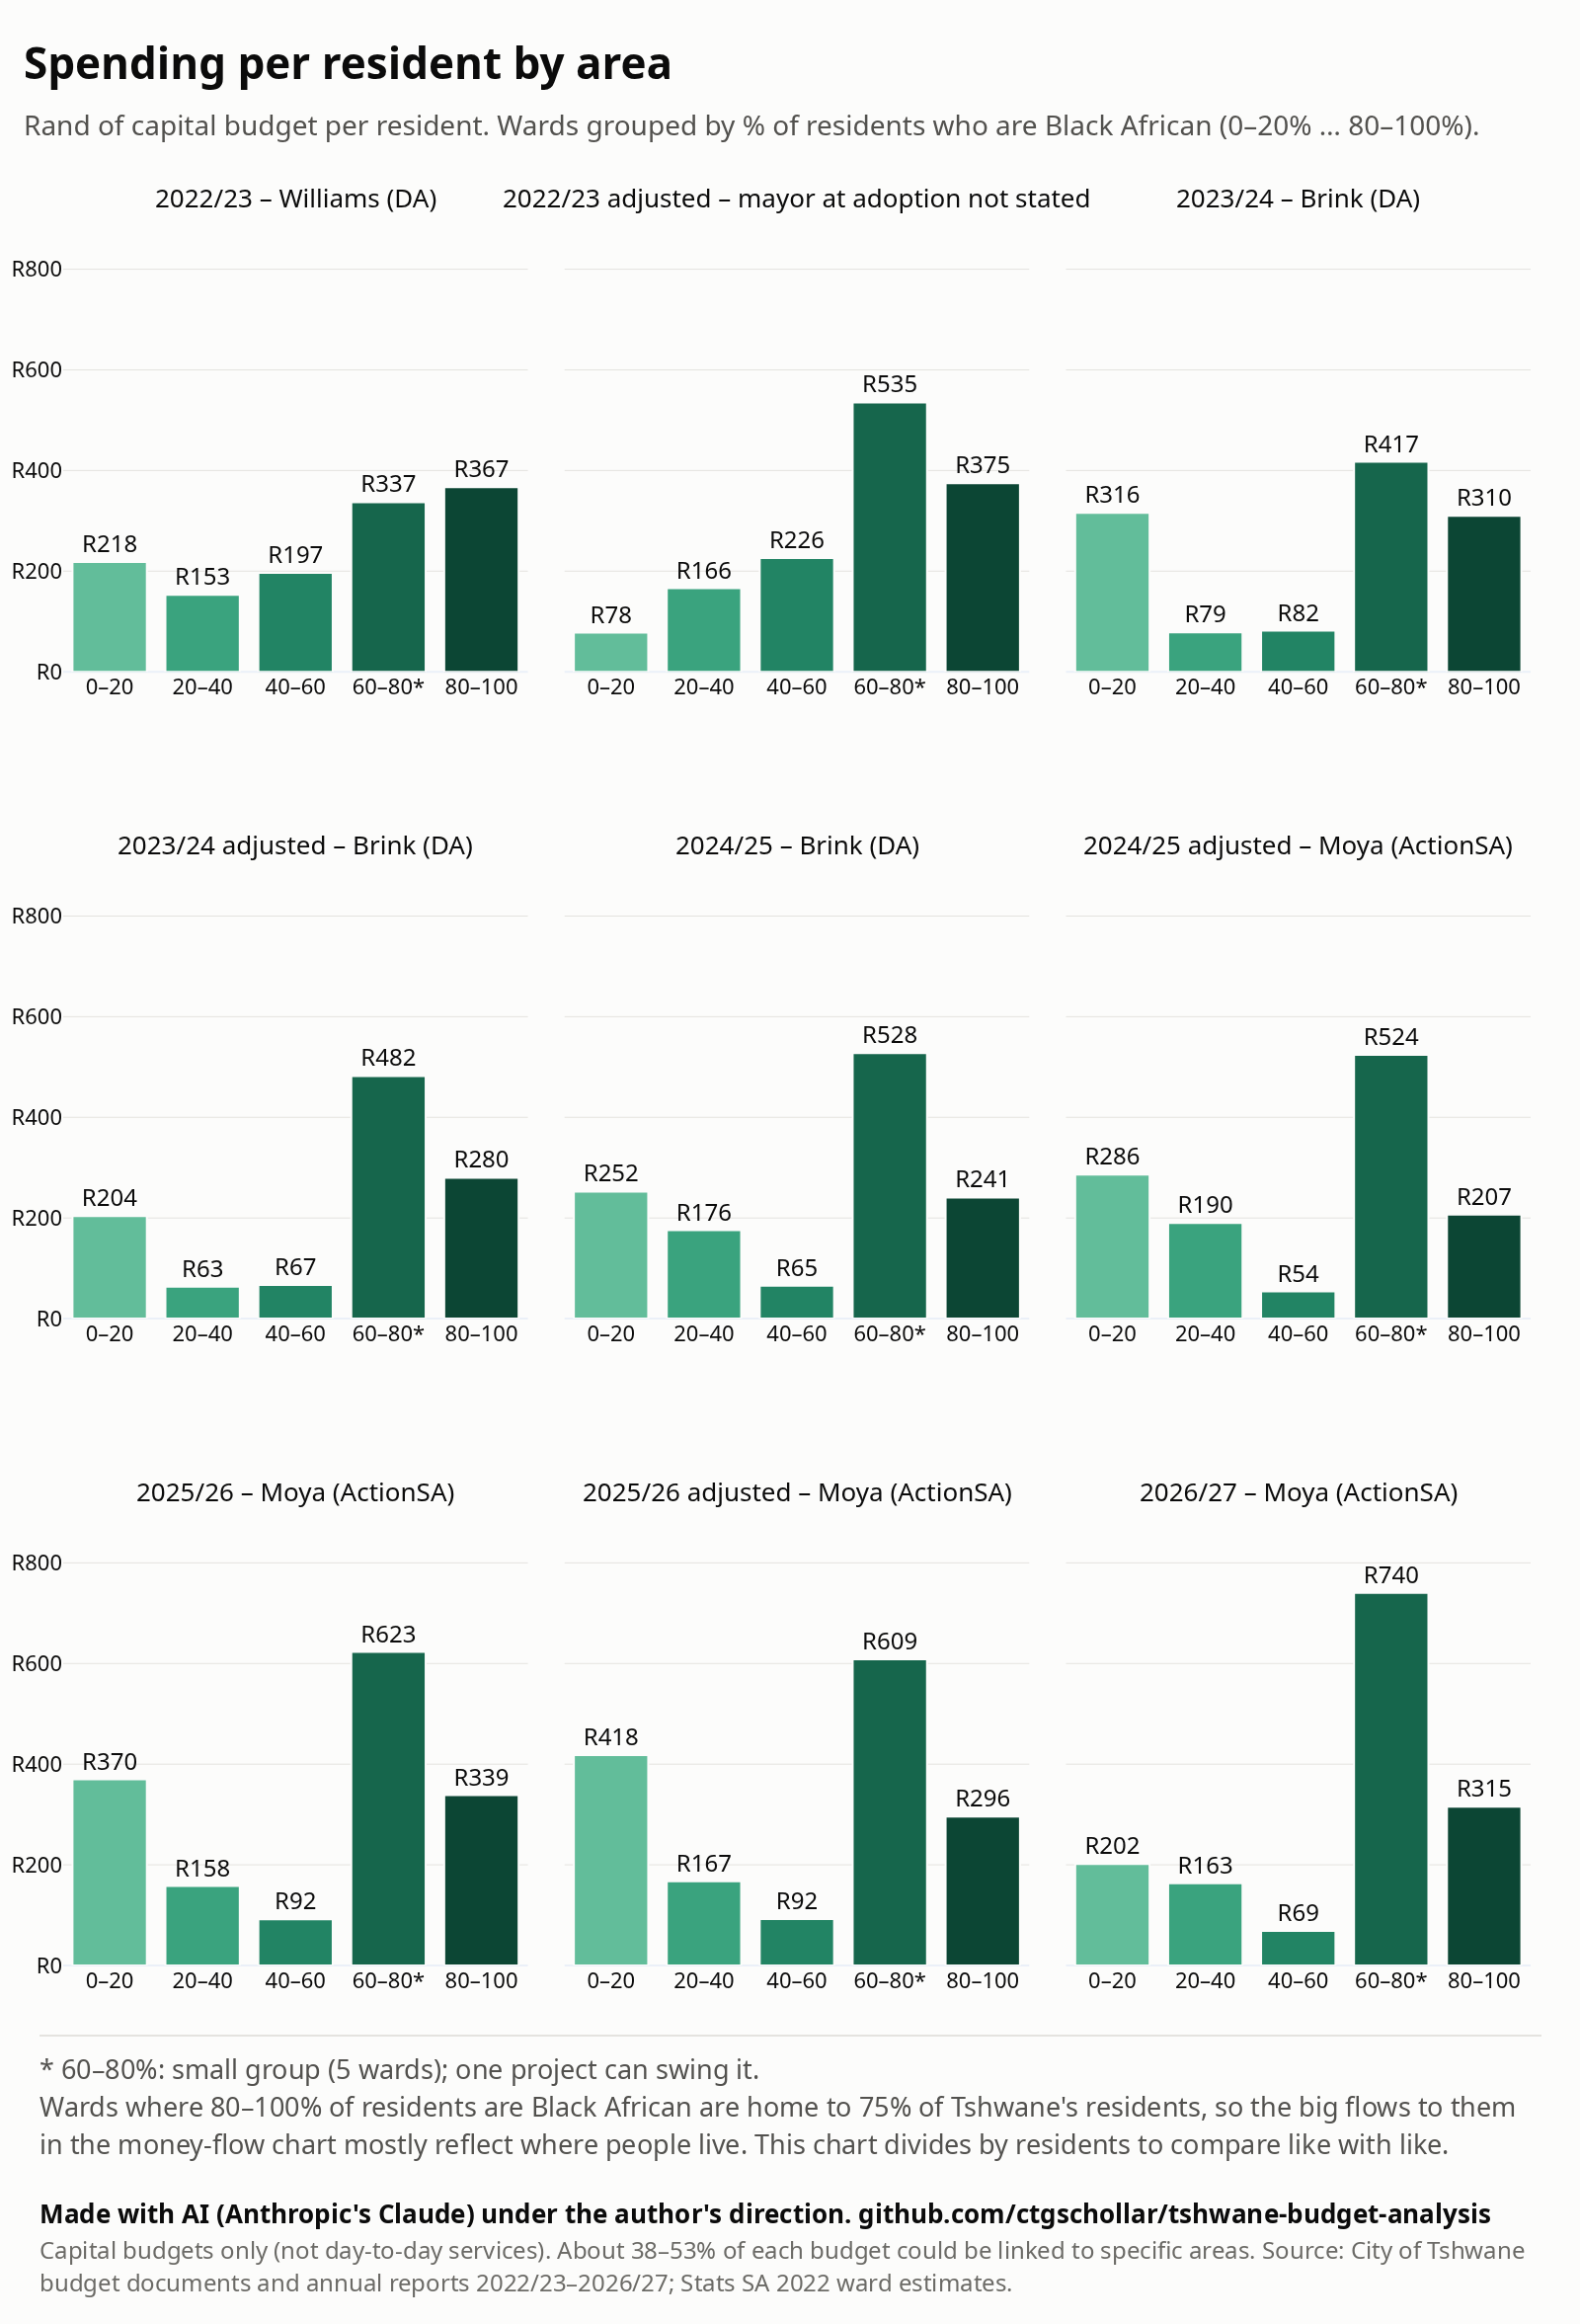 Spending per resident by area
Rand of capital budget per resident. Wards grouped by % of residents who are Black African (0–20% ... 80–100%).
2022/23 – Williams (DA)
R800
R600
R400
R200
R0
R218
R153
R197
R337
R367
0–20 20–40 40–60 60–80* 80–100
2022/23 adjusted – mayor at adoption not stated
R78
R166
R226
R535
R375
0–20 20–40 40–60 60–80* 80–100
2023/24 – Brink (DA)
R316
R79
R82
R417
R310
0–20 20–40 40–60 60–80* 80–100
2023/24 adjusted – Brink (DA)
R800
R600
R400
R200
R0
R204
R63
R67
R482
R280
0–20 20–40 40–60 60–80* 80–100
2024/25 – Brink (DA)
R252
R176
R65
R528
R241
0–20 20–40 40–60 60–80* 80–100
2024/25 adjusted – Moya (ActionSA)
R286
R190
R54
R524
R207
0–20 20–40 40–60 60–80* 80–100
2025/26 – Moya (ActionSA)
R800
R600
R400
R200
R0
R370
R158
R92
R623
R339
0–20 20–40 40–60 60–80* 80–100
2025/26 adjusted – Moya (ActionSA)
R418
R167
R92
R609
R296
0–20 20–40 40–60 60–80* 80–100
2026/27 – Moya (ActionSA)
R202
R163
R69
R740
R315
0–20 20–40 40–60 60–80* 80–100
* 60–80%: small group (5 wards); one project can swing it.
Wards where 80–100% of residents are Black African are home to 75% of Tshwane's residents, so the big flows to them
in the money-flow chart mostly reflect where people live. This chart divides by residents to compare like with like.
Made with AI (Anthropic's Claude) under the author's direction. github.com/ctgschollar/tshwane-budget-analysis
Capital budgets only (not day-to-day services). About 38–53% of each budget could be linked to specific areas. Source: City of Tshwane
budget documents and annual reports 2022/23–2026/27; Stats SA 2022 ward estimates.